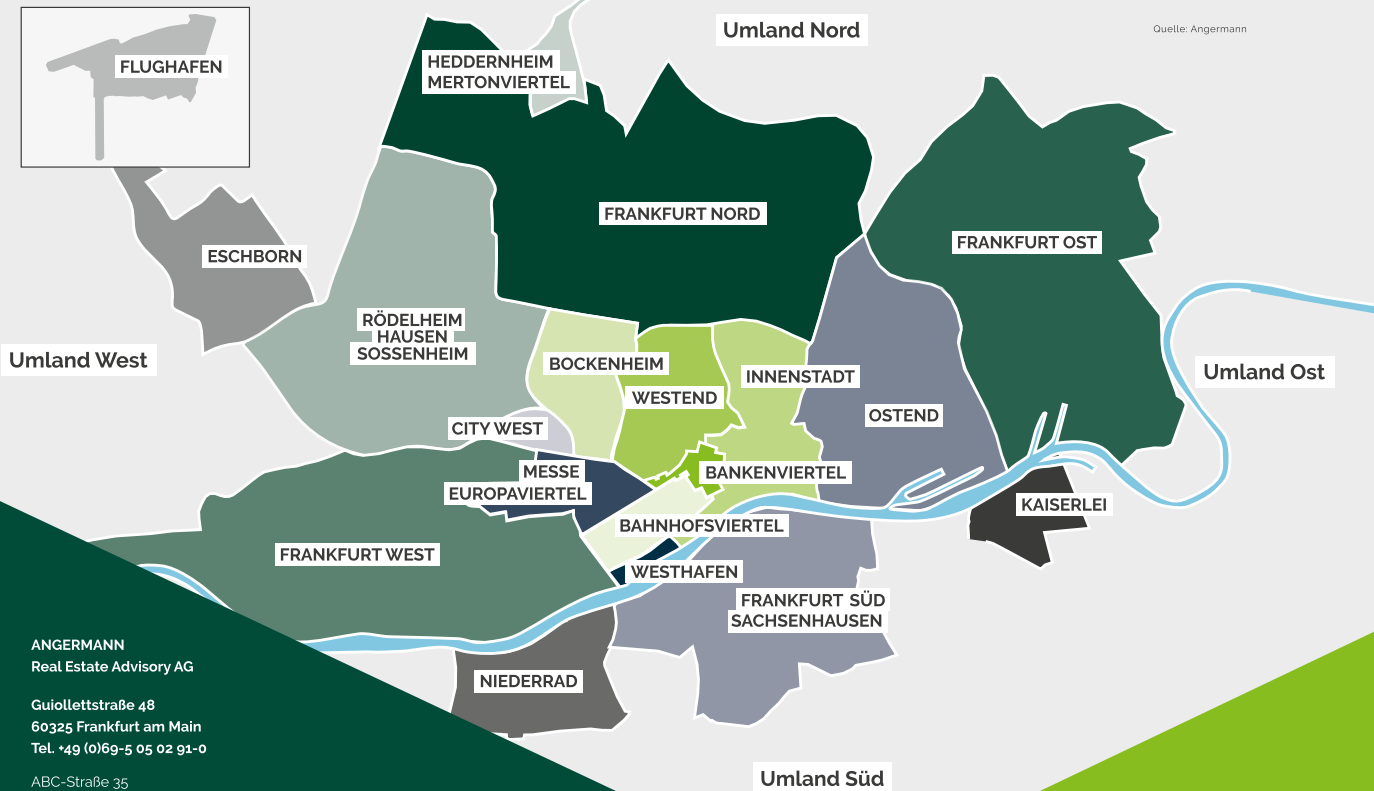 Umland Nord
Quelle: Angermann
FLUGHAFEN
HEDDERNHEIM
MERTONVIERTEL
FRANKFURT NORD
FRANKFURT OST
ESCHBORN
RÖDELHEIM
HAUSEN
SOSSENHEIM
Umland West
BOCKENHEIM
WESTEND
INNENSTADT
Umland Ost
CITY WEST
OSTEND
MESSE
EUROPAVIERTEL
BANKENVIERTEL
KAISERLEI
BAHNHOFSVIERTEL
FRANKFURT WEST
WESTHAFEN
FRANKFURT SÜD
SACHSENHAUSEN
NIEDERRAD
ANGERMANN
Real Estate Advisory AG
Guiollettstraße 48
60325 Frankfurt am Main
Tel. +49 (0)69-5 05 02 91-0
ABC-Straße 35
Umland Süd